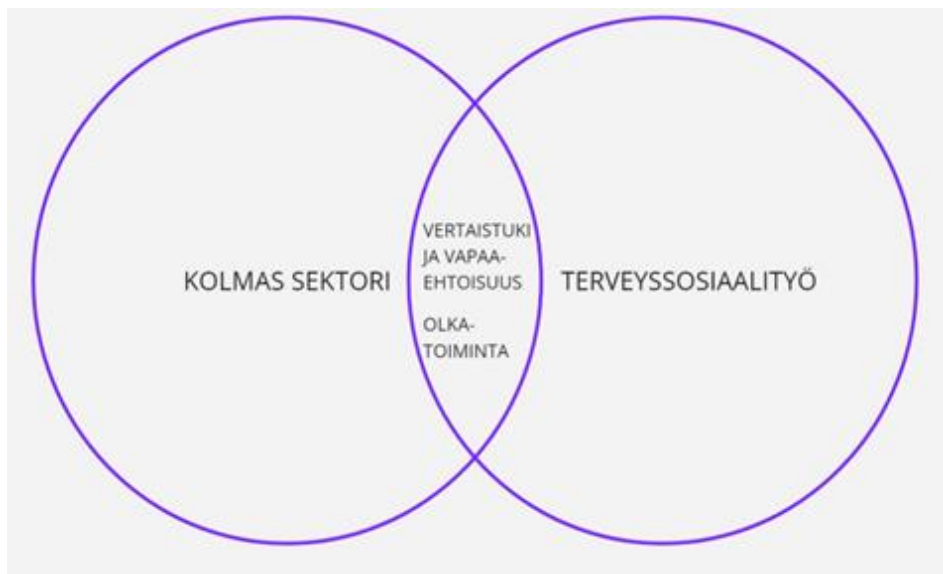 KOLMAS SEKTORI
VERTAISTUKI
JA VAPAA-
EHTOISUUS
OLKA-
TOIMINTA
TERVEYSSOSIAALITYÖ